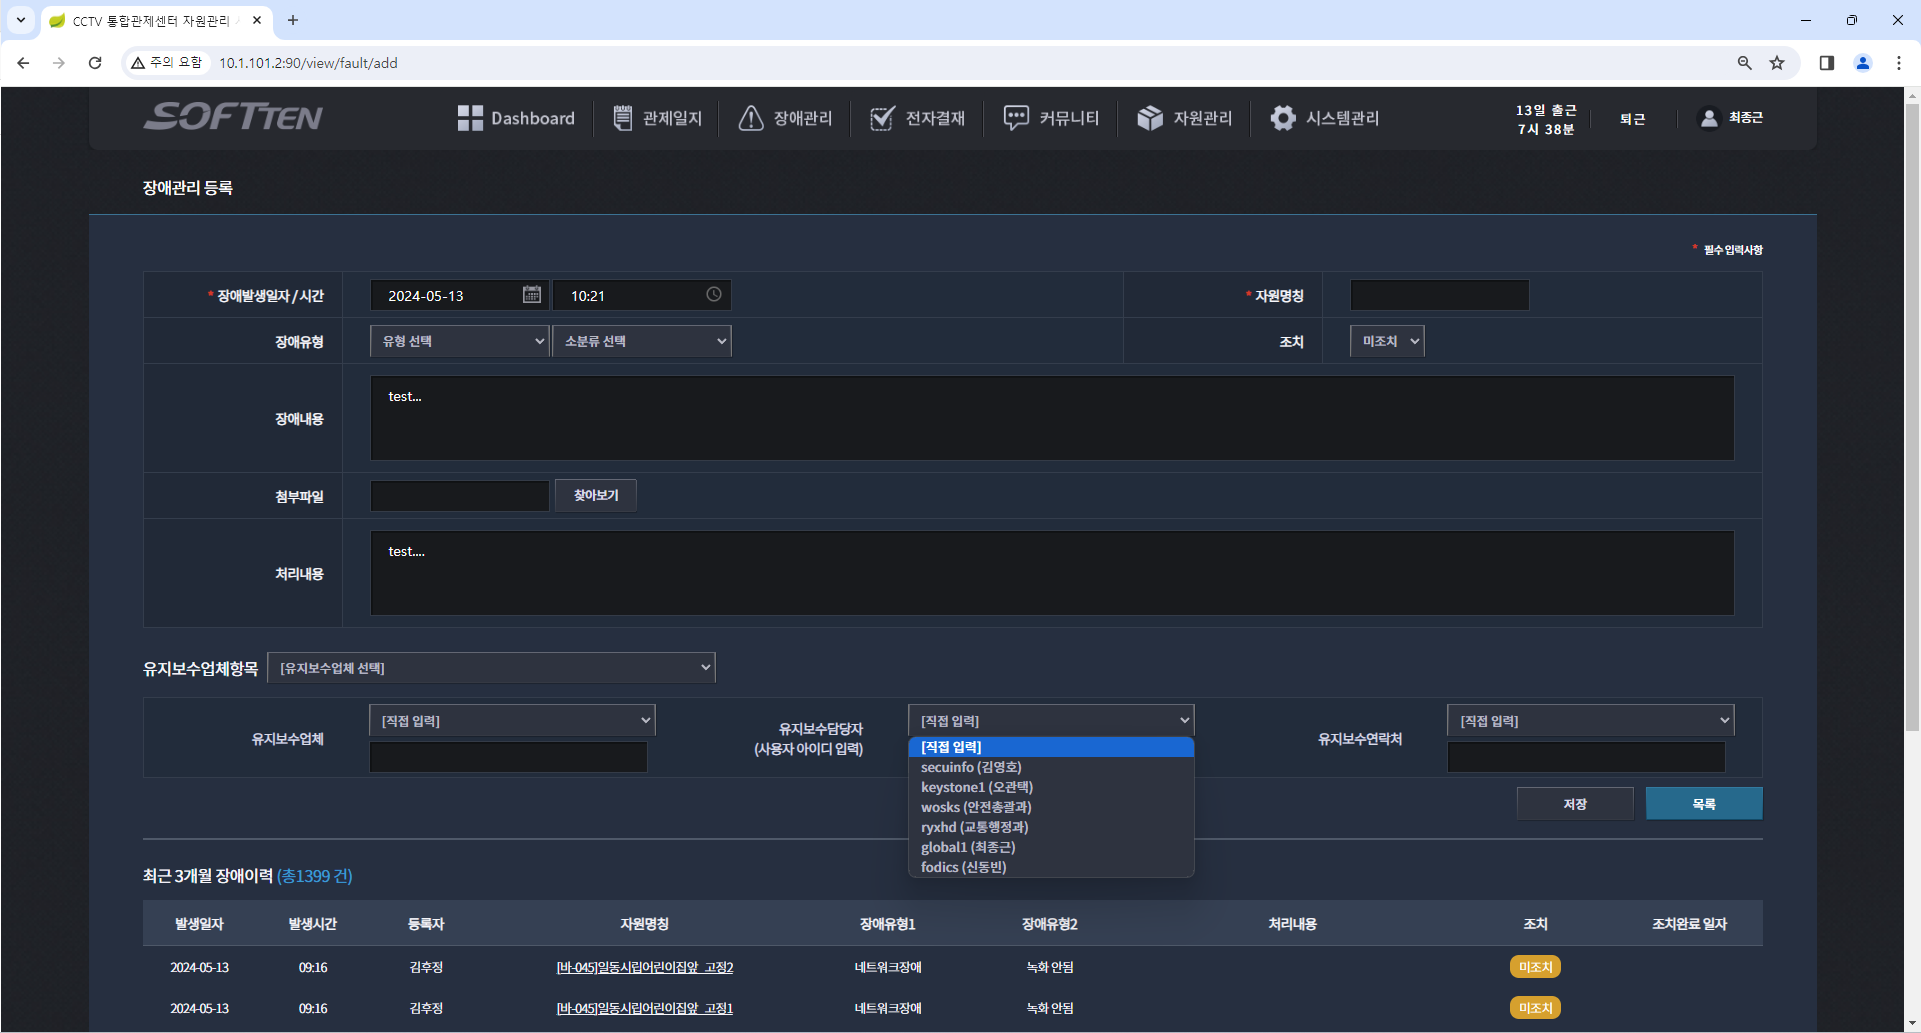 CCTV 통합관제센터 자원관리
주의 요함
10.1.101.2:90/view/fault/add
SOFTTEN
Dashboard
관제일지
장애관리
전자결재
커뮤니티
자원관리
시스템관리
13일 출근
7시 38분
퇴근
최종근
장애관리 등록
* 필수 입력사항
* 장애발생일자 / 시간
2024-05-13
10:21
* 자원명칭
장애유형
유형 선택
소분류 선택
조치
미조치
장애내용
test...
첨부파일
찾아보기
처리내용
test....
유지보수업체항목
[유지보수업체 선택]
유지보수업체
[직접 입력]
유지보수담당자
(사용자 아이디 입력)
[직접 입력]
[직접 입력]
secuinfo (김영호)
keystone1 (오관택)
wosks (안전총괄과)
ryxhd (교통행정과)
global1 (최종근)
fodics (신동빈)
유지보수연락처
[직접 입력]
저장
목록
최근 3개월 장애이력 (총1399 건)
발생일자 발생시간 등록자 자원명칭 장애유형1 장애유형2 처리내용 조치 조치완료 일자
2024-05-13 09:16 김후정 [바-045]일동시립어린이집앞_고정2 네트워크장애 녹화 안됨 미조치
2024-05-13 09:16 김후정 [바-045]일동시립어린이집앞_고정1 네트워크장애 녹화 안됨 미조치